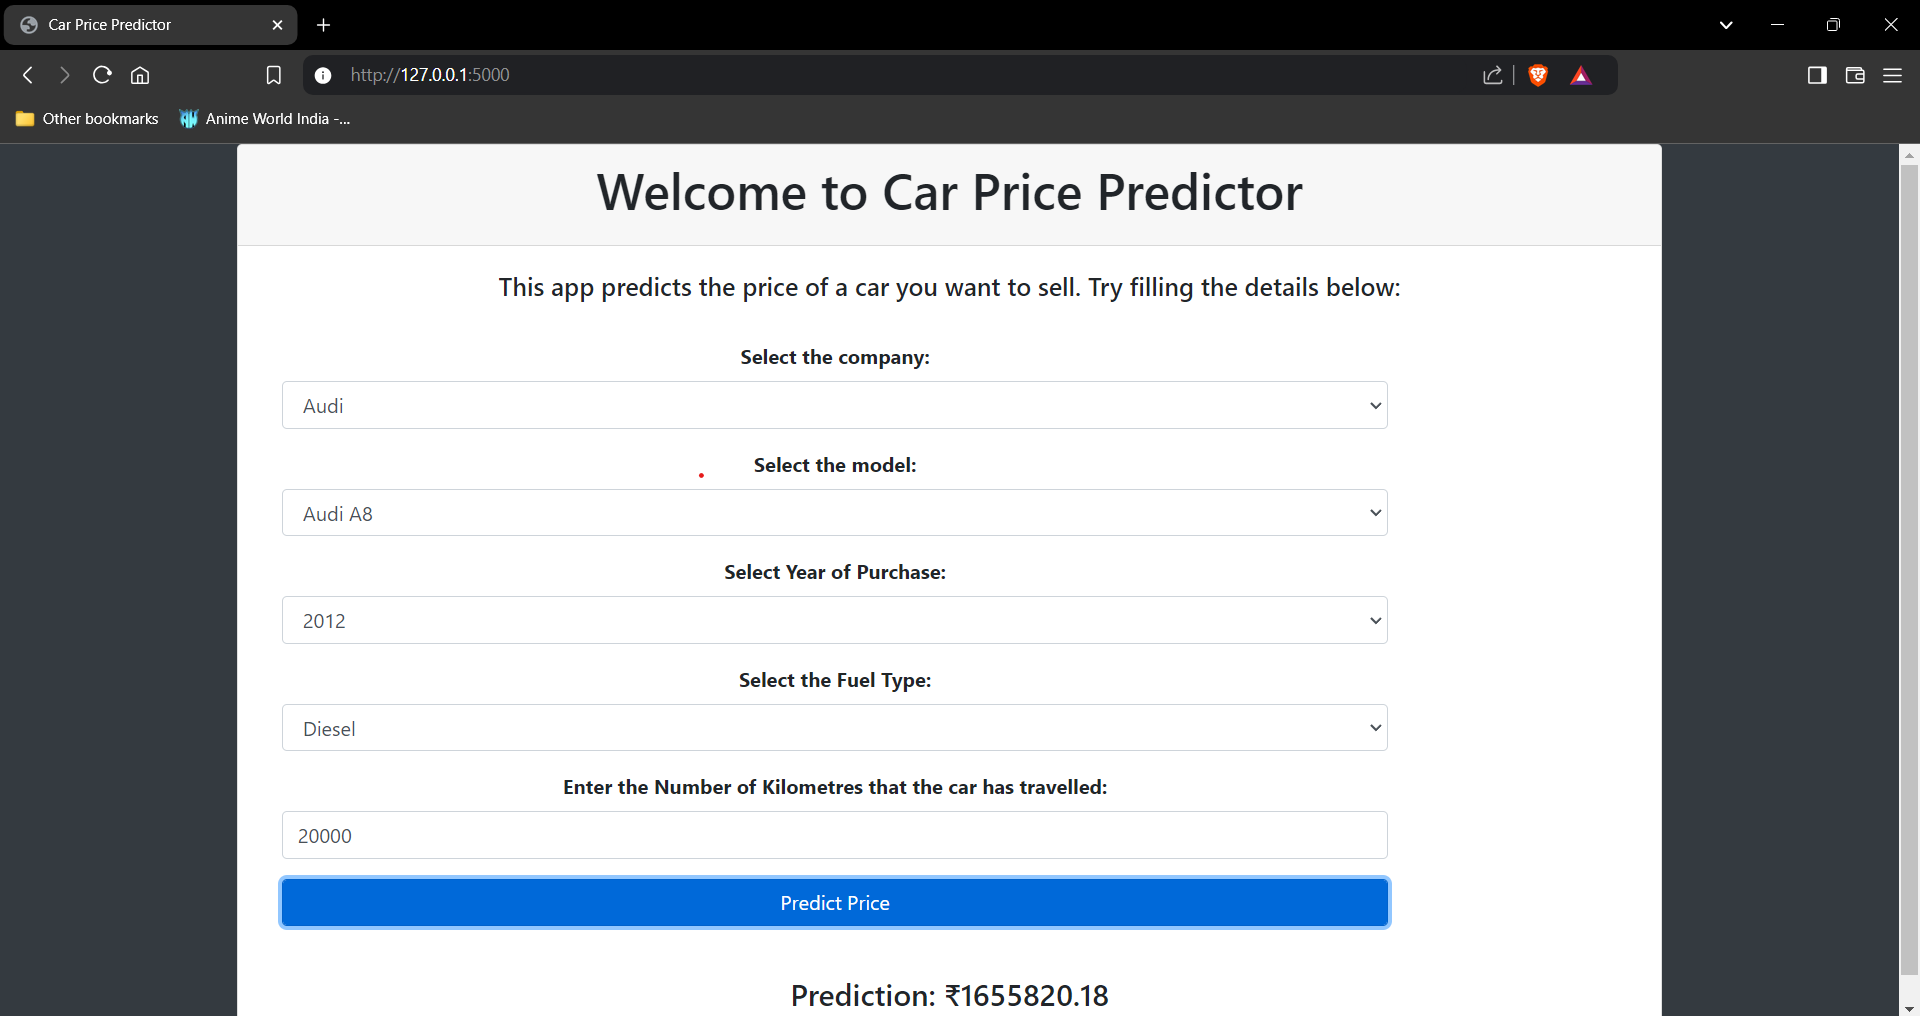 Car Price Predictor
http://127.0.0.1:5000
Other bookmarks
Anime World India -...
Welcome to Car Price Predictor
This app predicts the price of a car you want to sell. Try filling the details below:
Select the company:
Audi
Select the model:
Audi A8
Select Year of Purchase:
2012
Select the Fuel Type:
Diesel
Enter the Number of Kilometres that the car has travelled:
20000
Predict Price
Prediction: ₹1655820.18